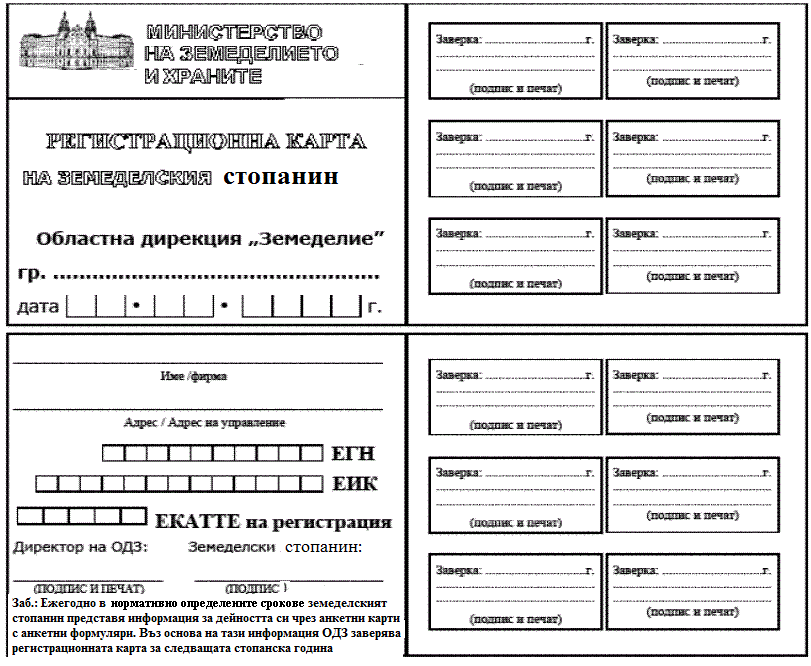 МИНИСТЕРСТВО
НА ЗЕМЕДЕЛИЕТО
И ХРАНИТЕ
РЕГИСТРАЦИОННА КАРТА
НА ЗЕМЕДЕЛСКИЯ стопанин
Областна дирекция „Земеделие”
гр. ..................................................
дата . . г.
Заверка: ................................г.
(подпис и печат)
Заверка: ................................г.
(подпис и печат)
Заверка: ................................г.
(подпис и печат)
Заверка: ................................г.
(подпис и печат)
Заверка: ................................г.
(подпис и печат)
Заверка: ................................г.
(подпис и печат)
Име /фирма
Адрес / Адрес на управление
ЕГН
ЕИК
ЕКАТТЕ на регистрация
Директор на ОДЗ: Земеделски стопанин:
(ПОДПИС И ПЕЧАТ) (ПОДПИС )
Заб.: Ежегодно в нормативно определените срокове земеделският
стопанин представя информация за дейността си чрез анкетни карти
с анкетни формуляри. Въз основа на тази информация ОДЗ заверява
регистрационната карта за следващата стопанска година
Заверка: ................................г.
(подпис и печат)
Заверка: ................................г.
(подпис и печат)
Заверка: ................................г.
(подпис и печат)
Заверка: ................................г.
(подпис и печат)
Заверка: ................................г.
(подпис и печат)
Заверка: ................................г.
(подпис и печат)